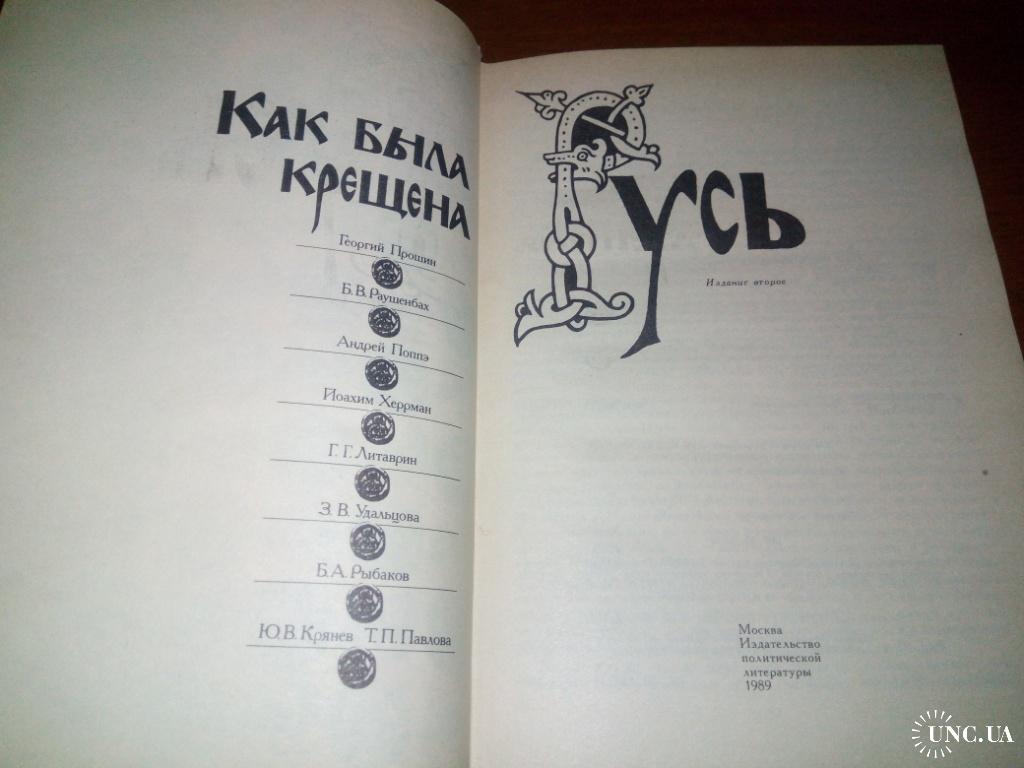 Как была
крещена
Георгий Прошин
Б. В. Раушенбах
Андрей Поппэ
Йоахим Херрман
Г. Г. Литаврин
З. В. Удальцова
Б. А. Рыбаков
Ю. В. Крянев Т. П. Павлова
Русь
Издание второе
Москва
Издательство
политической
литературы
1989
UNC.UA